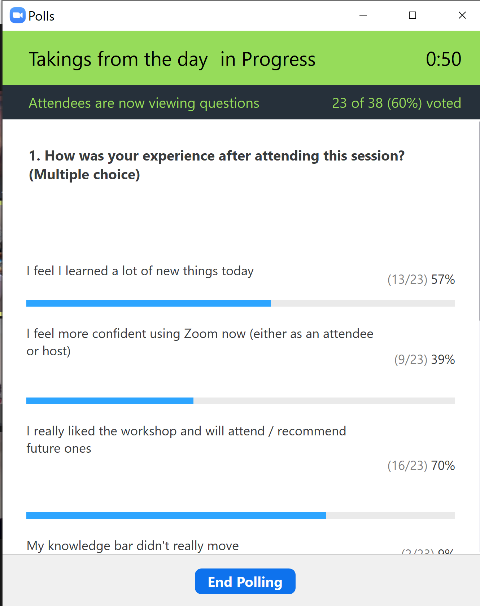 Polls
Takings from the day in Progress 0:50
Attendees are now viewing questions 23 of 38 (60%) voted
1. How was your experience after attending this session?
(Multiple choice)
I feel I learned a lot of new things today
(13/23) 57%
I feel more confident using Zoom now (either as an attendee
or host)
(9/23) 39%
I really liked the workshop and will attend / recommend
future ones
(16/23) 70%
My knowledge bar didn't really move
(2/23) 9%
End Polling